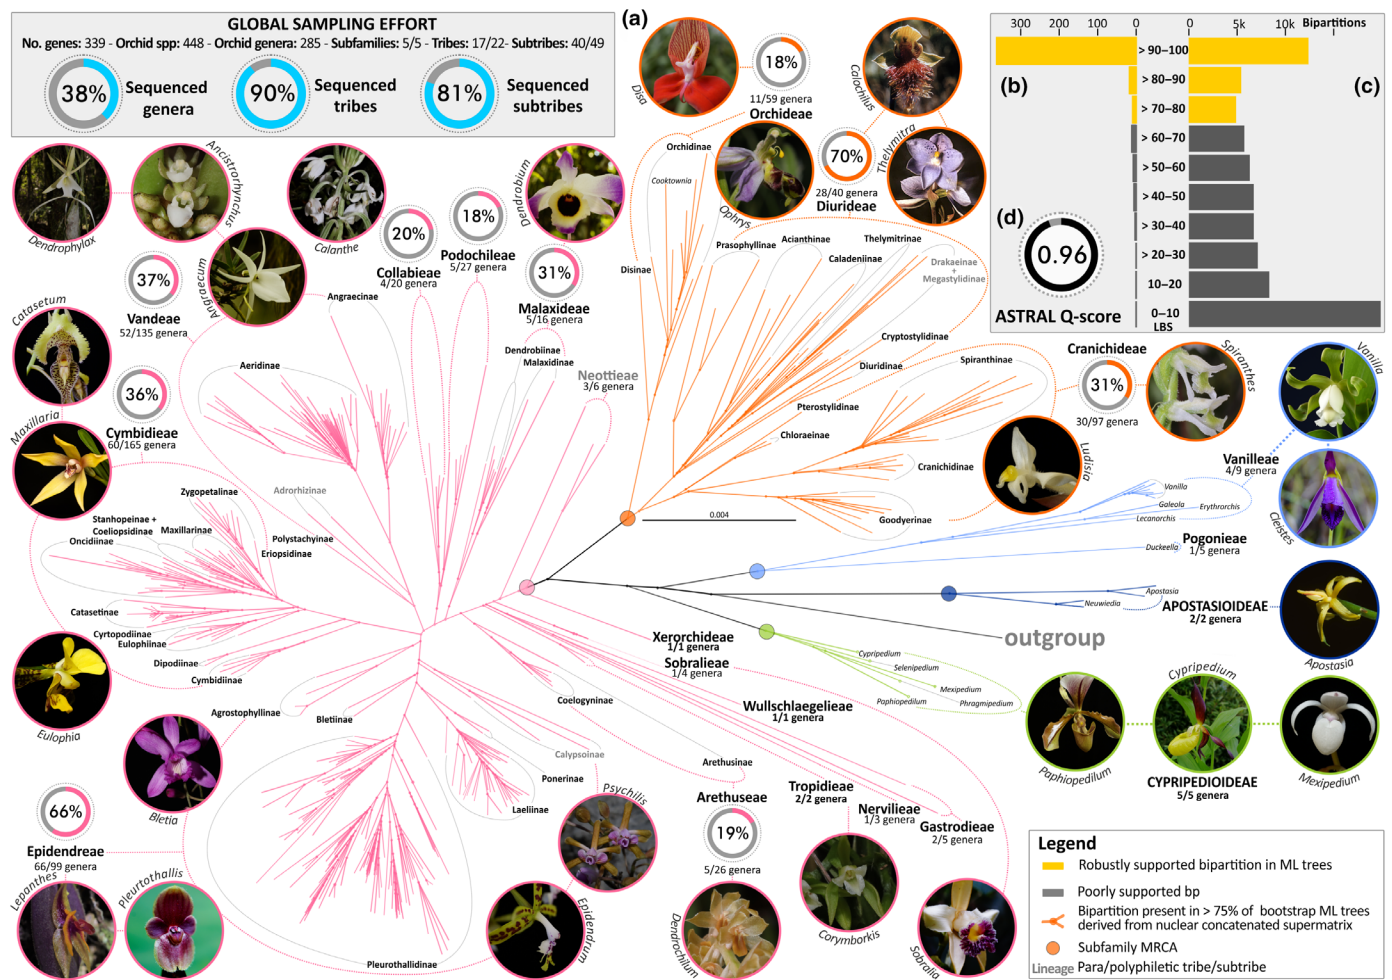 GLOBAL SAMPLING EFFORT
No. genes: 339 - Orchid spp: 448 - Orchid genera: 285 - Subfamilies: 5/5 - Tribes: 17/22- Subtribes: 40/49
38%
Sequenced
genera
90%
Sequenced
tribes
81%
Sequenced
subtribes
(a)
Disa
18%
11/59 genera
Orchideae
Calochilus
Ophrys
70%
28/40 genera
Diurideae
Thelymitra
300
200
100
0
0
5k
10k
Bipartitions
(b)
(c)
> 90–100
> 80–90
> 70–80
> 60–70
> 50–60
> 40–50
> 30–40
> 20–30
10–20
0–10
LBS
(d)
0.96
ASTRAL Q-score
Dendrophylax
Ancistrorhynchus
Angraecum
Calanthe
20%
Collabieae
4/20 genera
18%
Podochileae
5/27 genera
Dendrobium
31%
Malaxideae
5/16 genera
37%
Vandeae
52/135 genera
Catasetum
36%
Cymbidieae
60/165 genera
Maxillaria
Angraecinae
Aeridinae
Dendrobiinae
Malaxidinae
Neottieae
3/6 genera
Orchidinae
Cooktownia
Disinae
Prasophyllinae
Acianthinae
Caladeniinae
Thelymitrinae
Drakaeinae
+
Megastylidinae
Cryptostylidinae
Diuridinae
Spiranthinae
Pterostylidinae
Chloraeinae
Cranichidinae
Goodyerinae
Cranichideae
31%
30/97 genera
Spiranthes
Ludisia
Vanilla
Vanilleae
4/9 genera
Cleistes
Vanilla
Galeola
Erythrorchis
Lecanorchis
Duckeella
Pogonieae
1/5 genera
0.004
Apostasia
Neuwiedia
APOSTASIOIDEAE
2/2 genera
Apostasia
outgroup
Cypripedium
Selenipedium
Mexipedium
Phragmipedium
Paphiopedilum
Paphiopedilum
Cypripedium
CYPRIPEDIOIDEAE
5/5 genera
Mexipedium
Adrorhizinae
Zygopetalinae
Stanhopeinae +
Coeliopsidinae
Maxillarinae
Oncidiinae
Polystachyinae
Eriopsidinae
Catasetinae
Cyrtopodiinae
Eulophiinae
Dipodiinae
Cymbidiinae
Eulophia
Agrostophyllinae
Bletiinae
Bletia
66%
Epidendreae
66/99 genera
Lepanthes
Pleurtothallis
Pleurothallidinae
Epidendrum
Psychilis
Laeliinae
Ponerinae
Calypsoinae
Coelogyninae
Arethusinae
Arethuseae
19%
5/26 genera
Dendrochilum
Xerorchideae
1/1 genera
Sobralieae
1/4 genera
Wullschlaegelieae
1/1 genera
Tropidieae
2/2 genera
Nervilieae
1/3 genera
Gastrodieae
2/5 genera
Corymborkis
Sobralia
Legend
Robustly supported bipartition in ML trees
Poorly supported bp
Bipartition present in > 75% of bootstrap ML trees
derived from nuclear concatenated supermatrix
Subfamily MRCA
Lineage Para/polyphiletic tribe/subtribe